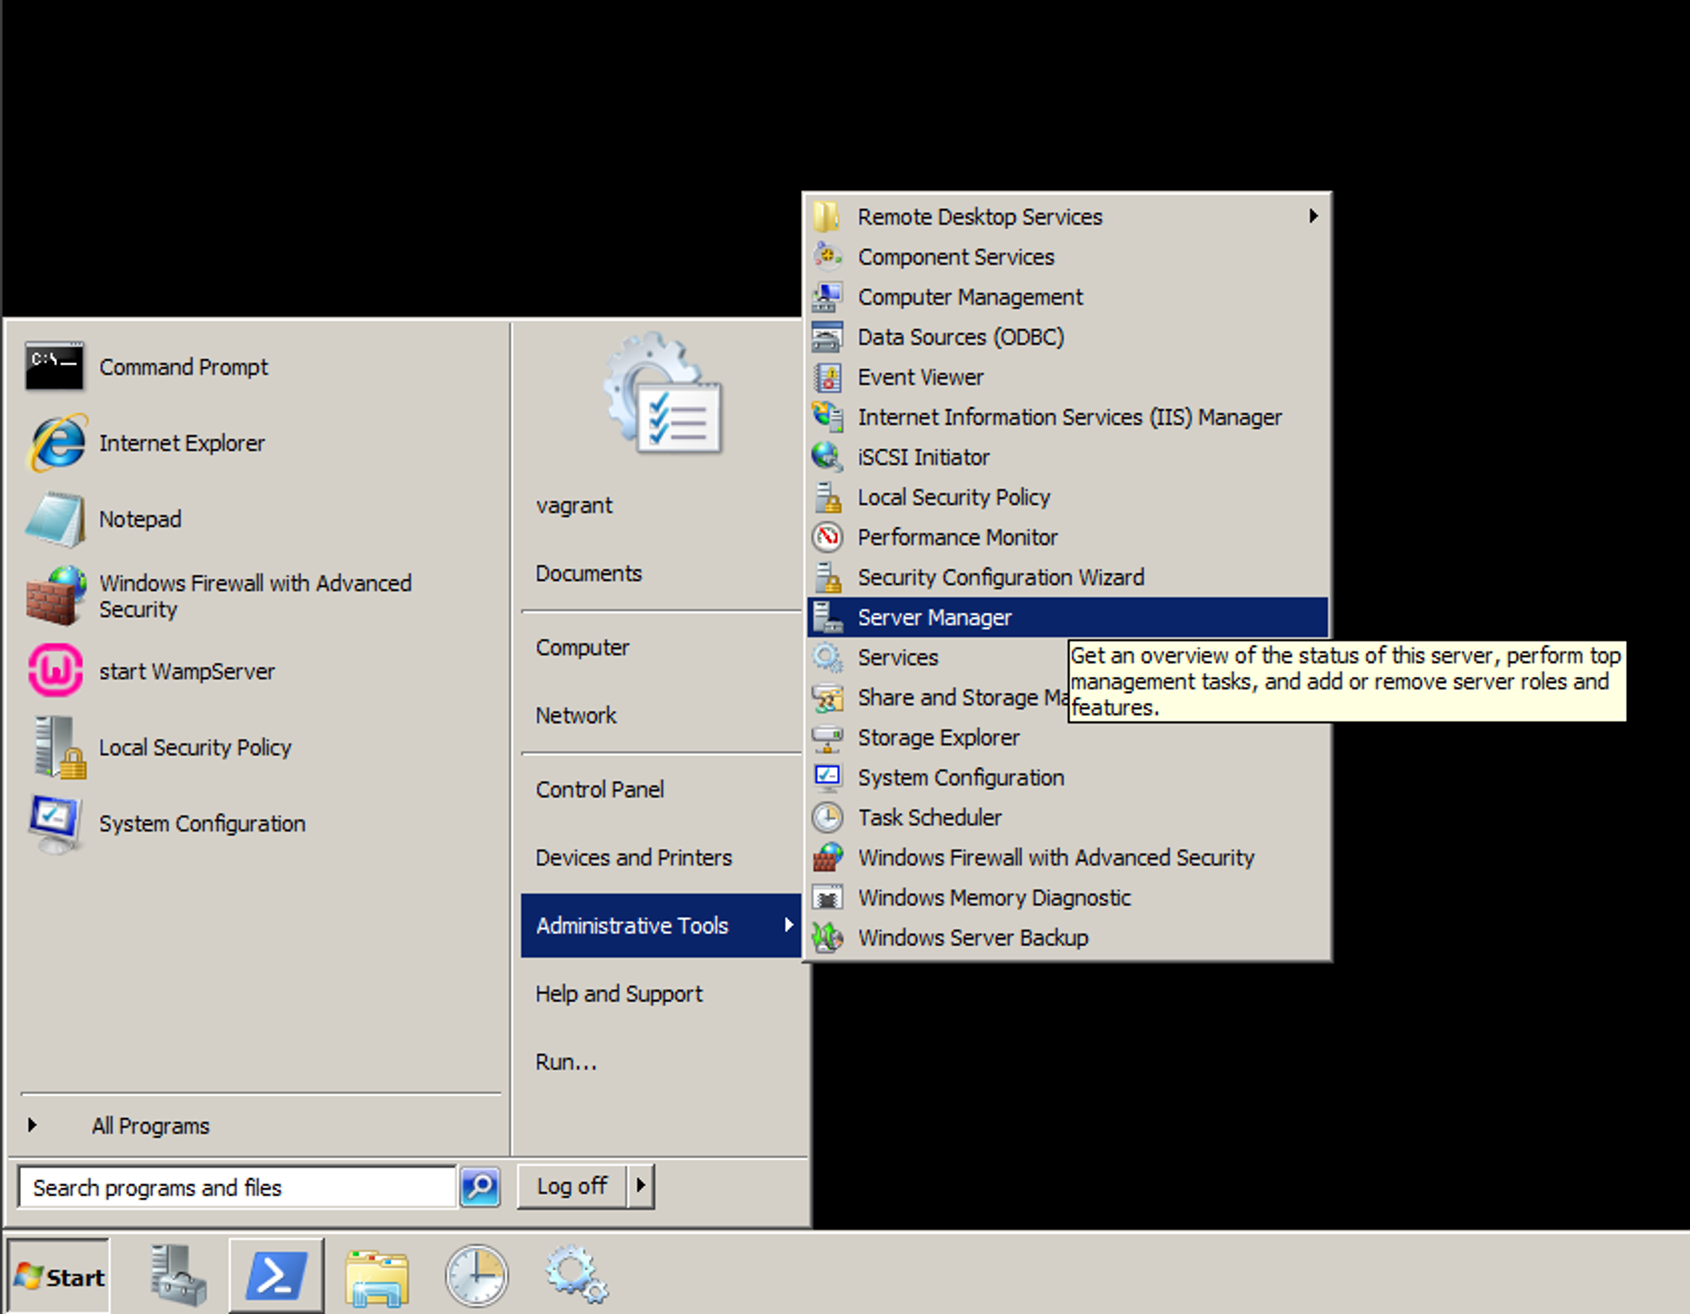 C:\_
Command Prompt
Internet Explorer
Notepad
Windows Firewall with Advanced
Security
start WampServer
Local Security Policy
System Configuration
All Programs
Search programs and files
vagrant
Documents
Computer
Network
Control Panel
Devices and Printers
Administrative Tools
Help and Support
Run...
Log off
Remote Desktop Services
Component Services
Computer Management
Data Sources (ODBC)
Event Viewer
Internet Information Services (IIS) Manager
iSCSI Initiator
Local Security Policy
Performance Monitor
Security Configuration Wizard
Server Manager
Services
Share and Storage Ma
Storage Explorer
System Configuration
Task Scheduler
Windows Firewall with Advanced Security
Windows Memory Diagnostic
Windows Server Backup
Get an overview of the status of this server, perform top
management tasks, and add or remove server roles and
features.
Start